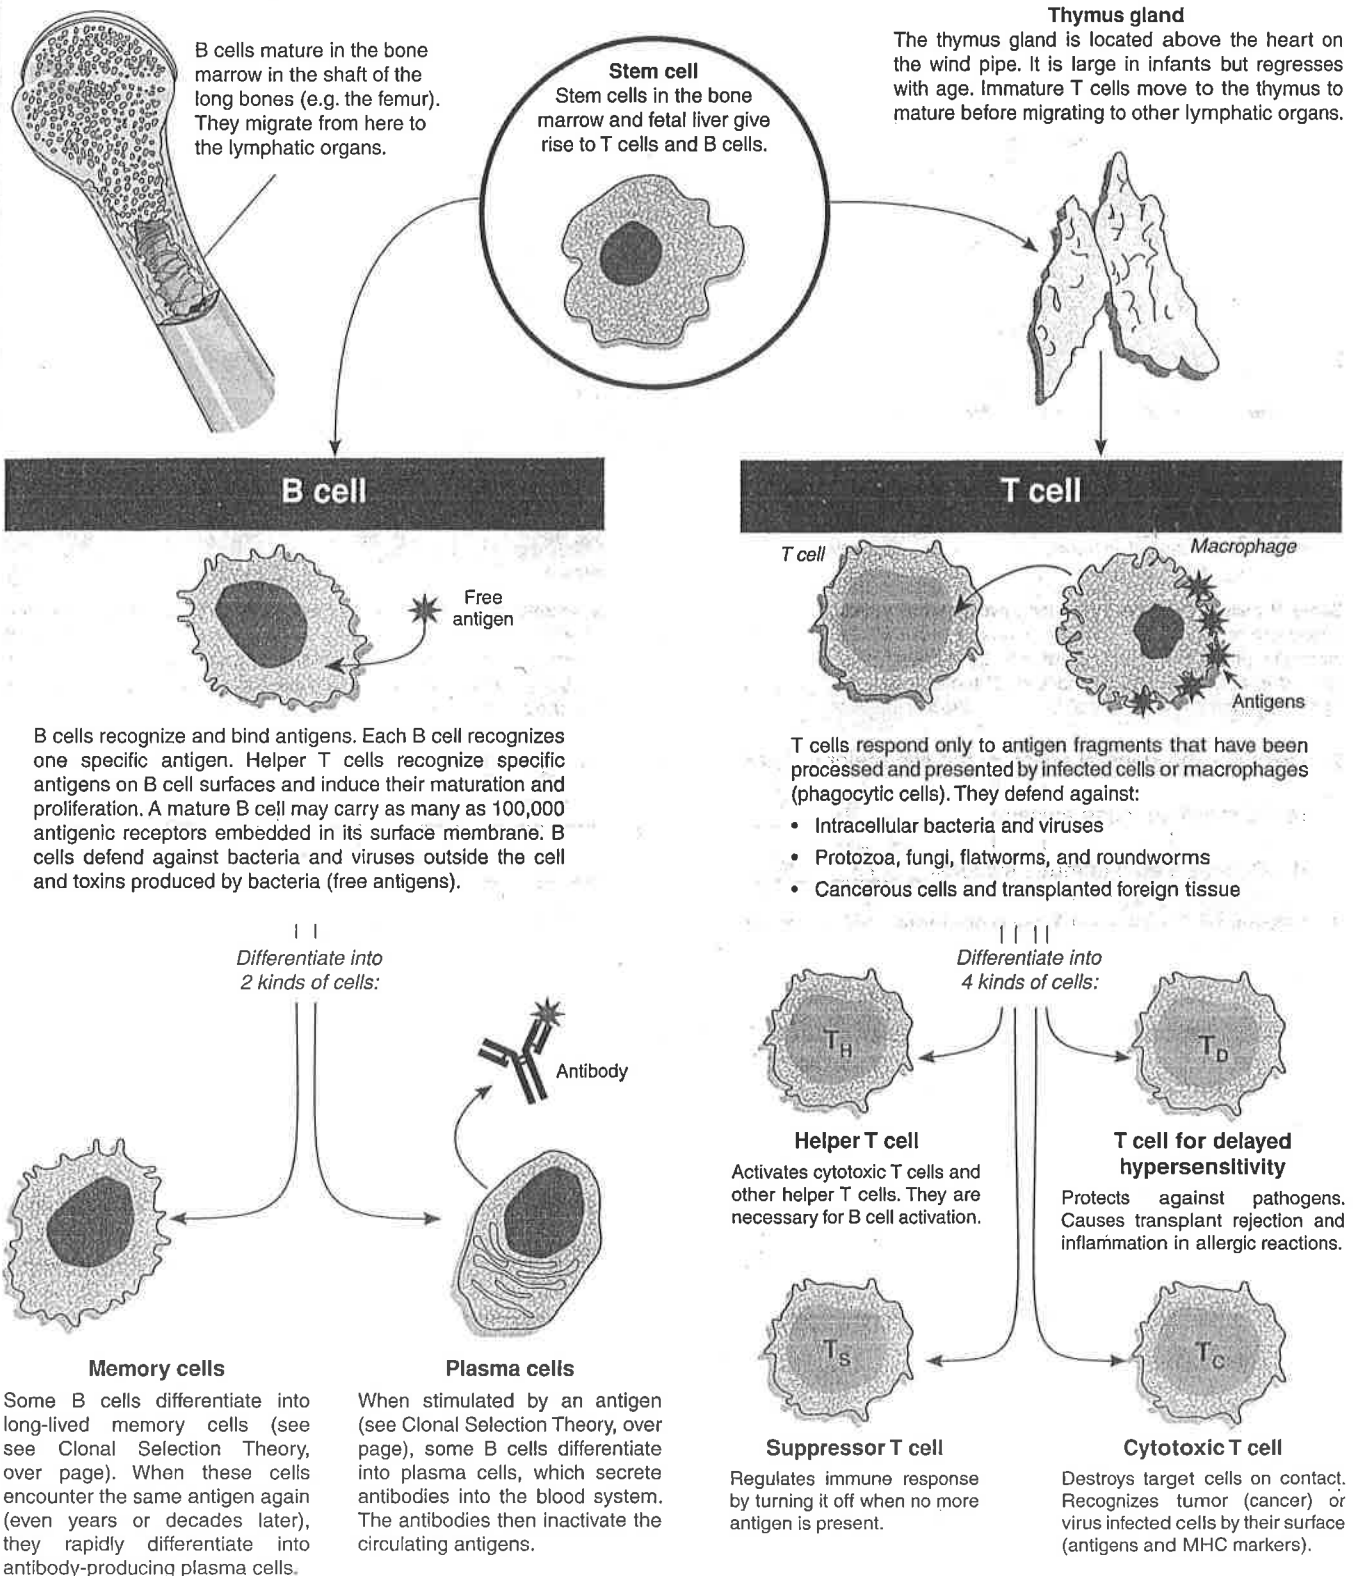 B cells mature in the bone
marrow in the shaft of the
long bones (e.g. the femur).
They migrate from here to
the lymphatic organs.
Stem cell
Stem cells in the bone
marrow and fetal liver give
rise to T cells and B cells.
Thymus gland
The thymus gland is located above the heart on
the wind pipe. It is large in infants but regresses
with age. Immature T cells move to the thymus to
mature before migrating to other lymphatic organs.
B cell
Free
antigen
B cells recognize and bind antigens. Each B cell recognizes
one specific antigen. Helper T cells recognize specific
antigens on B cell surfaces and induce their maturation and
proliferation. A mature B cell may carry as many as 100,000
antigenic receptors embedded in its surface membrane. B
cells defend against bacteria and viruses outside the cell
and toxins produced by bacteria (free antigens).
Differentiate into
2 kinds of cells:
Antibody
Memory cells
Some B cells differentiate into
long-lived memory cells (see
see Clonal Selection Theory,
over page). When these cells
encounter the same antigen again
(even years or decades later),
they rapidly differentiate into
antibody-producing plasma cells.
Plasma cells
When stimulated by an antigen
(see Clonal Selection Theory, over
page), some B cells differentiate
into plasma cells, which secrete
antibodies into the blood system.
The antibodies then inactivate the
circulating antigens.
T cell
T cell
Macrophage
Antigens
T cells respond only to antigen fragments that have been
processed and presented by infected cells or macrophages
(phagocytic cells). They defend against:
• Intracellular bacteria and viruses
• Protozoa, fungi, flatworms, and roundworms
• Cancerous cells and transplanted foreign tissue
Differentiate into
4 kinds of cells:
TH
Helper T cell
Activates cytotoxic T cells and
other helper T cells. They are
necessary for B cell activation.
TD
T cell for delayed
hypersensitivity
Protects against pathogens.
Causes transplant rejection and
inflammation in allergic reactions.
TS
Suppressor T cell
Regulates immune response
by turning it off when no more
antigen is present.
TC
Cytotoxic T cell
Destroys target cells on contact.
Recognizes tumor (cancer) or
virus infected cells by their surface
(antigens and MHC markers).